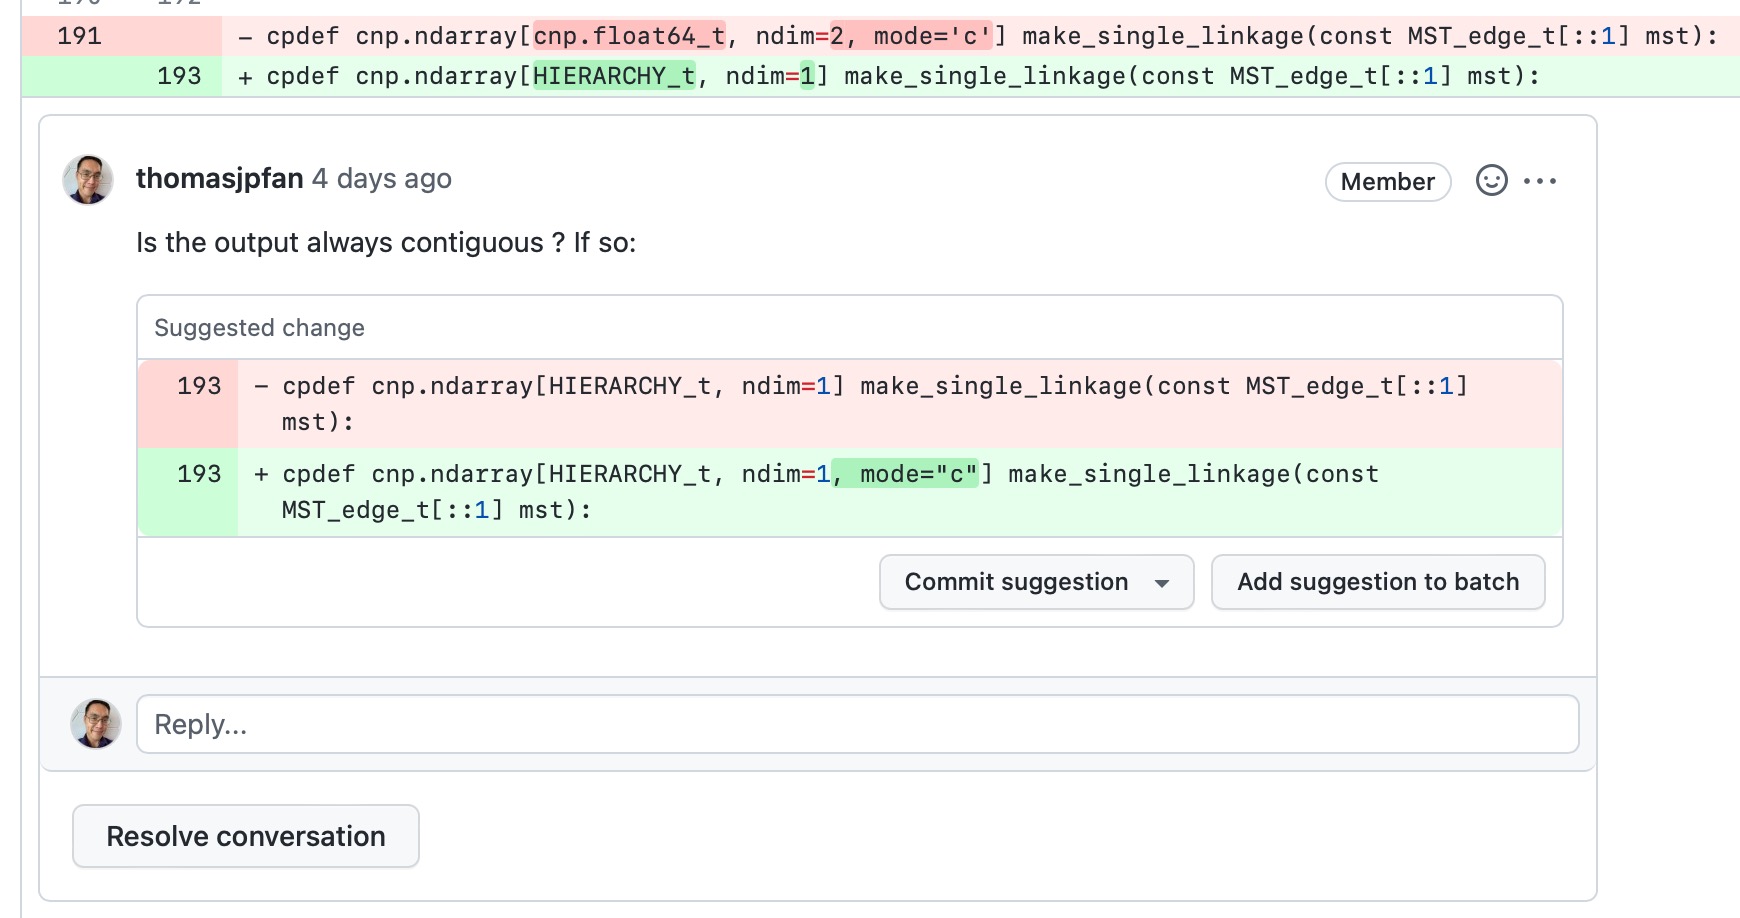 191 - cpdef cnp.ndarray[cnp.float64_t, ndim=2, mode='c'] make_single_linkage(const MST_edge_t[::1] mst):
193 + cpdef cnp.ndarray[HIERARCHY_t, ndim=1] make_single_linkage(const MST_edge_t[::1] mst):
thomasjpfan 4 days ago Member
Is the output always contiguous ? If so:
Suggested change
193 - cpdef cnp.ndarray[HIERARCHY_t, ndim=1] make_single_linkage(const MST_edge_t[::1]
mst):
193 + cpdef cnp.ndarray[HIERARCHY_t, ndim=1, mode="c"] make_single_linkage(const
MST_edge_t[::1] mst):
Commit suggestion Add suggestion to batch
Reply...
Resolve conversation